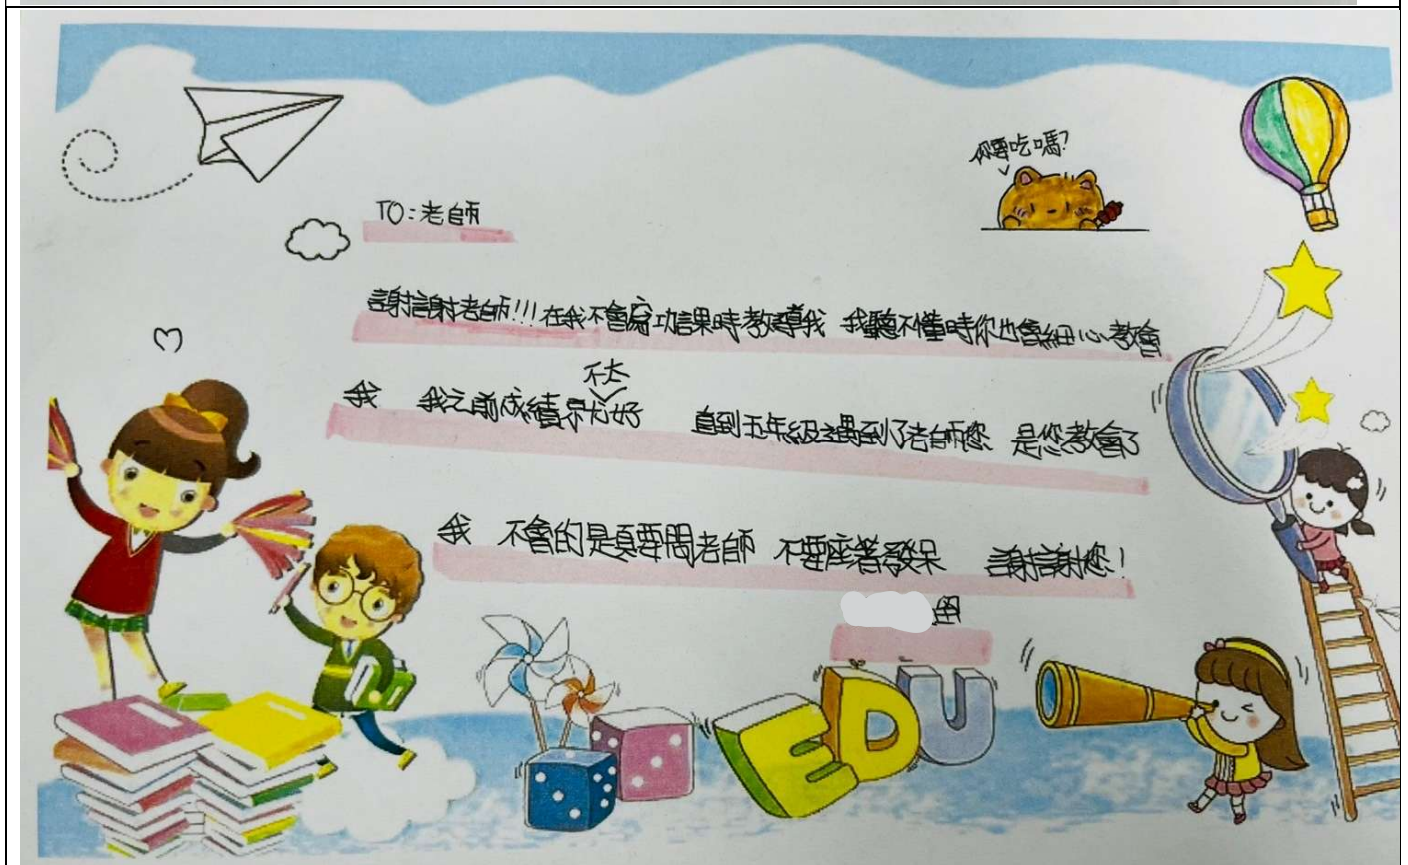 你要吃嗎?
TO:老師
謝謝老師!!!在我不會寫功課時教導我 我聽不懂時你也會細心教會
不太
我 我之前成績好 直到五年級遇到了老師您 是您教會了
我 不會的是要問老師 不要座著發呆 謝謝您!
留
EDU